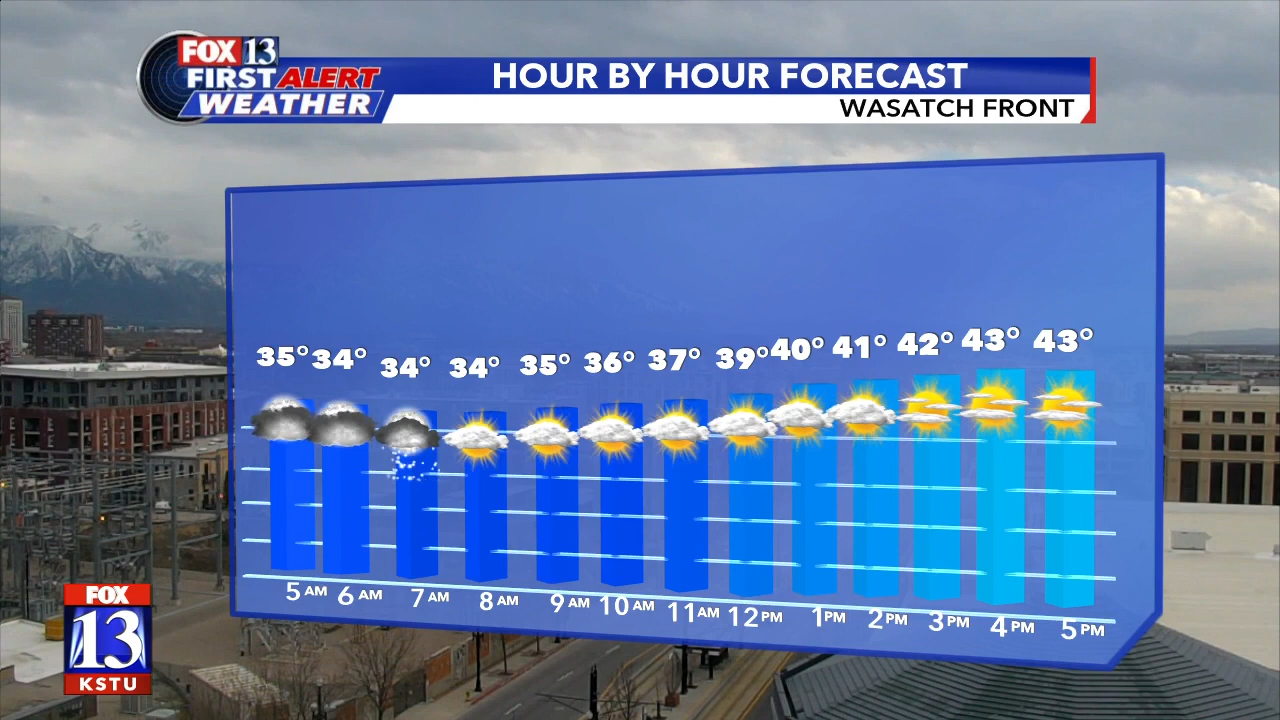 FOX 13
FIRST ALERT
WEATHER
HOUR BY HOUR FORECAST
WASATCH FRONT
35° 34° 34° 34° 35° 36° 37° 39° 40° 41° 42° 43° 43°
5 AM 6 AM 7 AM 8 AM 9 AM 10 AM 11 AM 12 PM 1 PM 2 PM 3 PM 4 PM 5 PM
FOX
13
KSTU